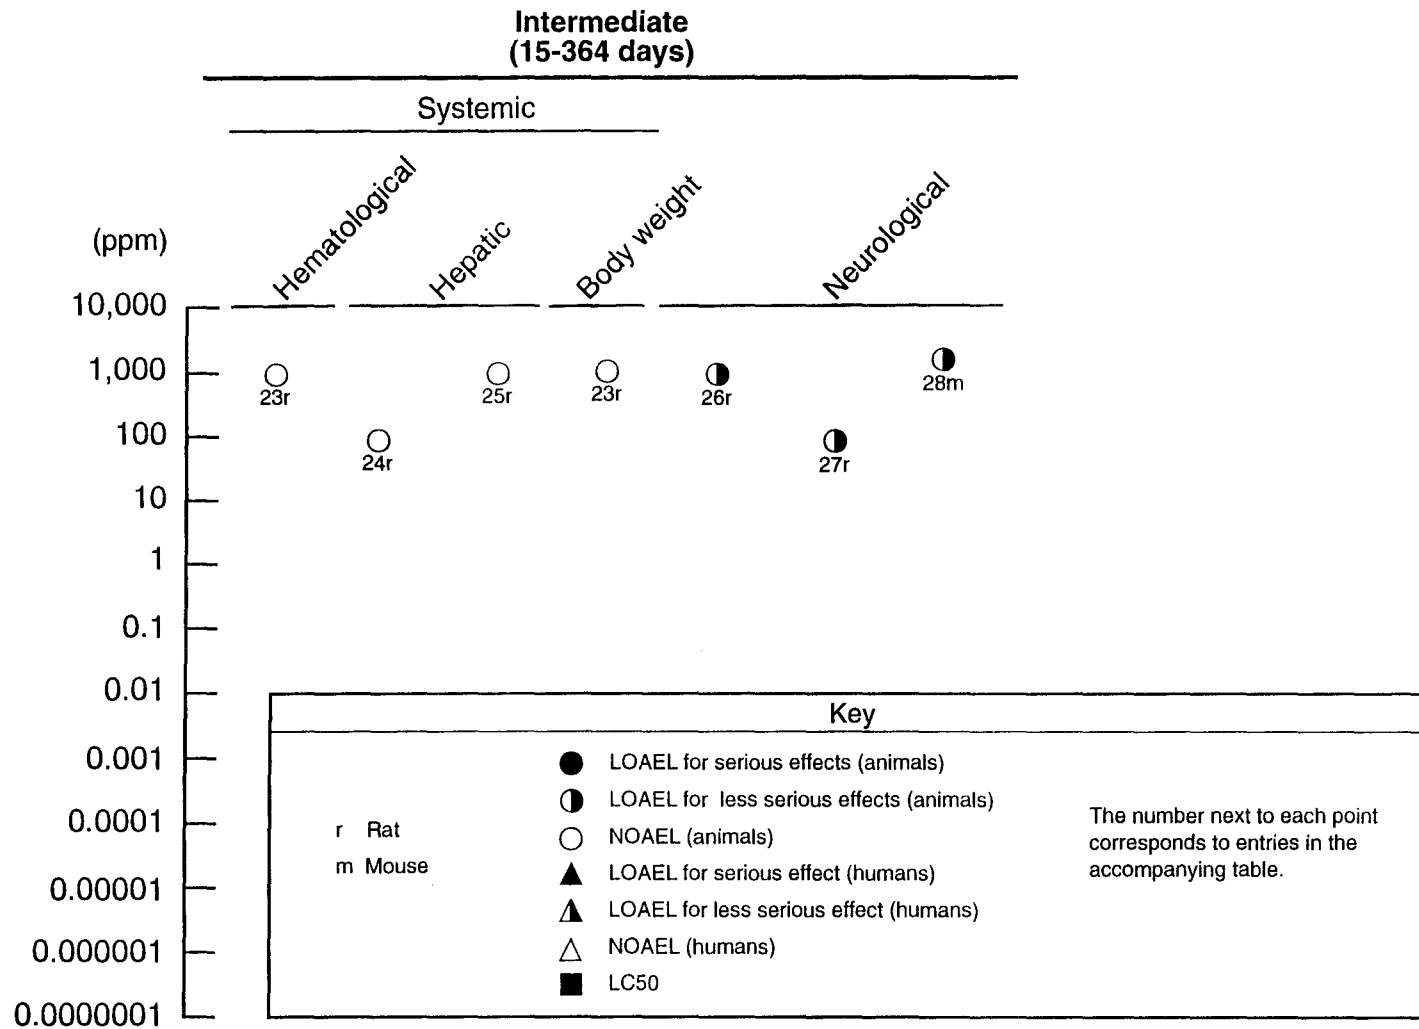 Intermediate
(15-364 days)
Systemic
Hematological
Hepatic
Body weight
Neurological
(ppm)
10,000
1,000
100
10
1
0.1
0.01
0.001
0.0001
0.00001
0.000001
0.0000001
23r
24r
25r
23r
26r
27r
28m
Key
r Rat
m Mouse
LOAEL for serious effects (animals)
LOAEL for less serious effects (animals)
NOAEL (animals)
LOAEL for serious effect (humans)
LOAEL for less serious effect (humans)
NOAEL (humans)
LC50
The number next to each point
corresponds to entries in the
accompanying table.